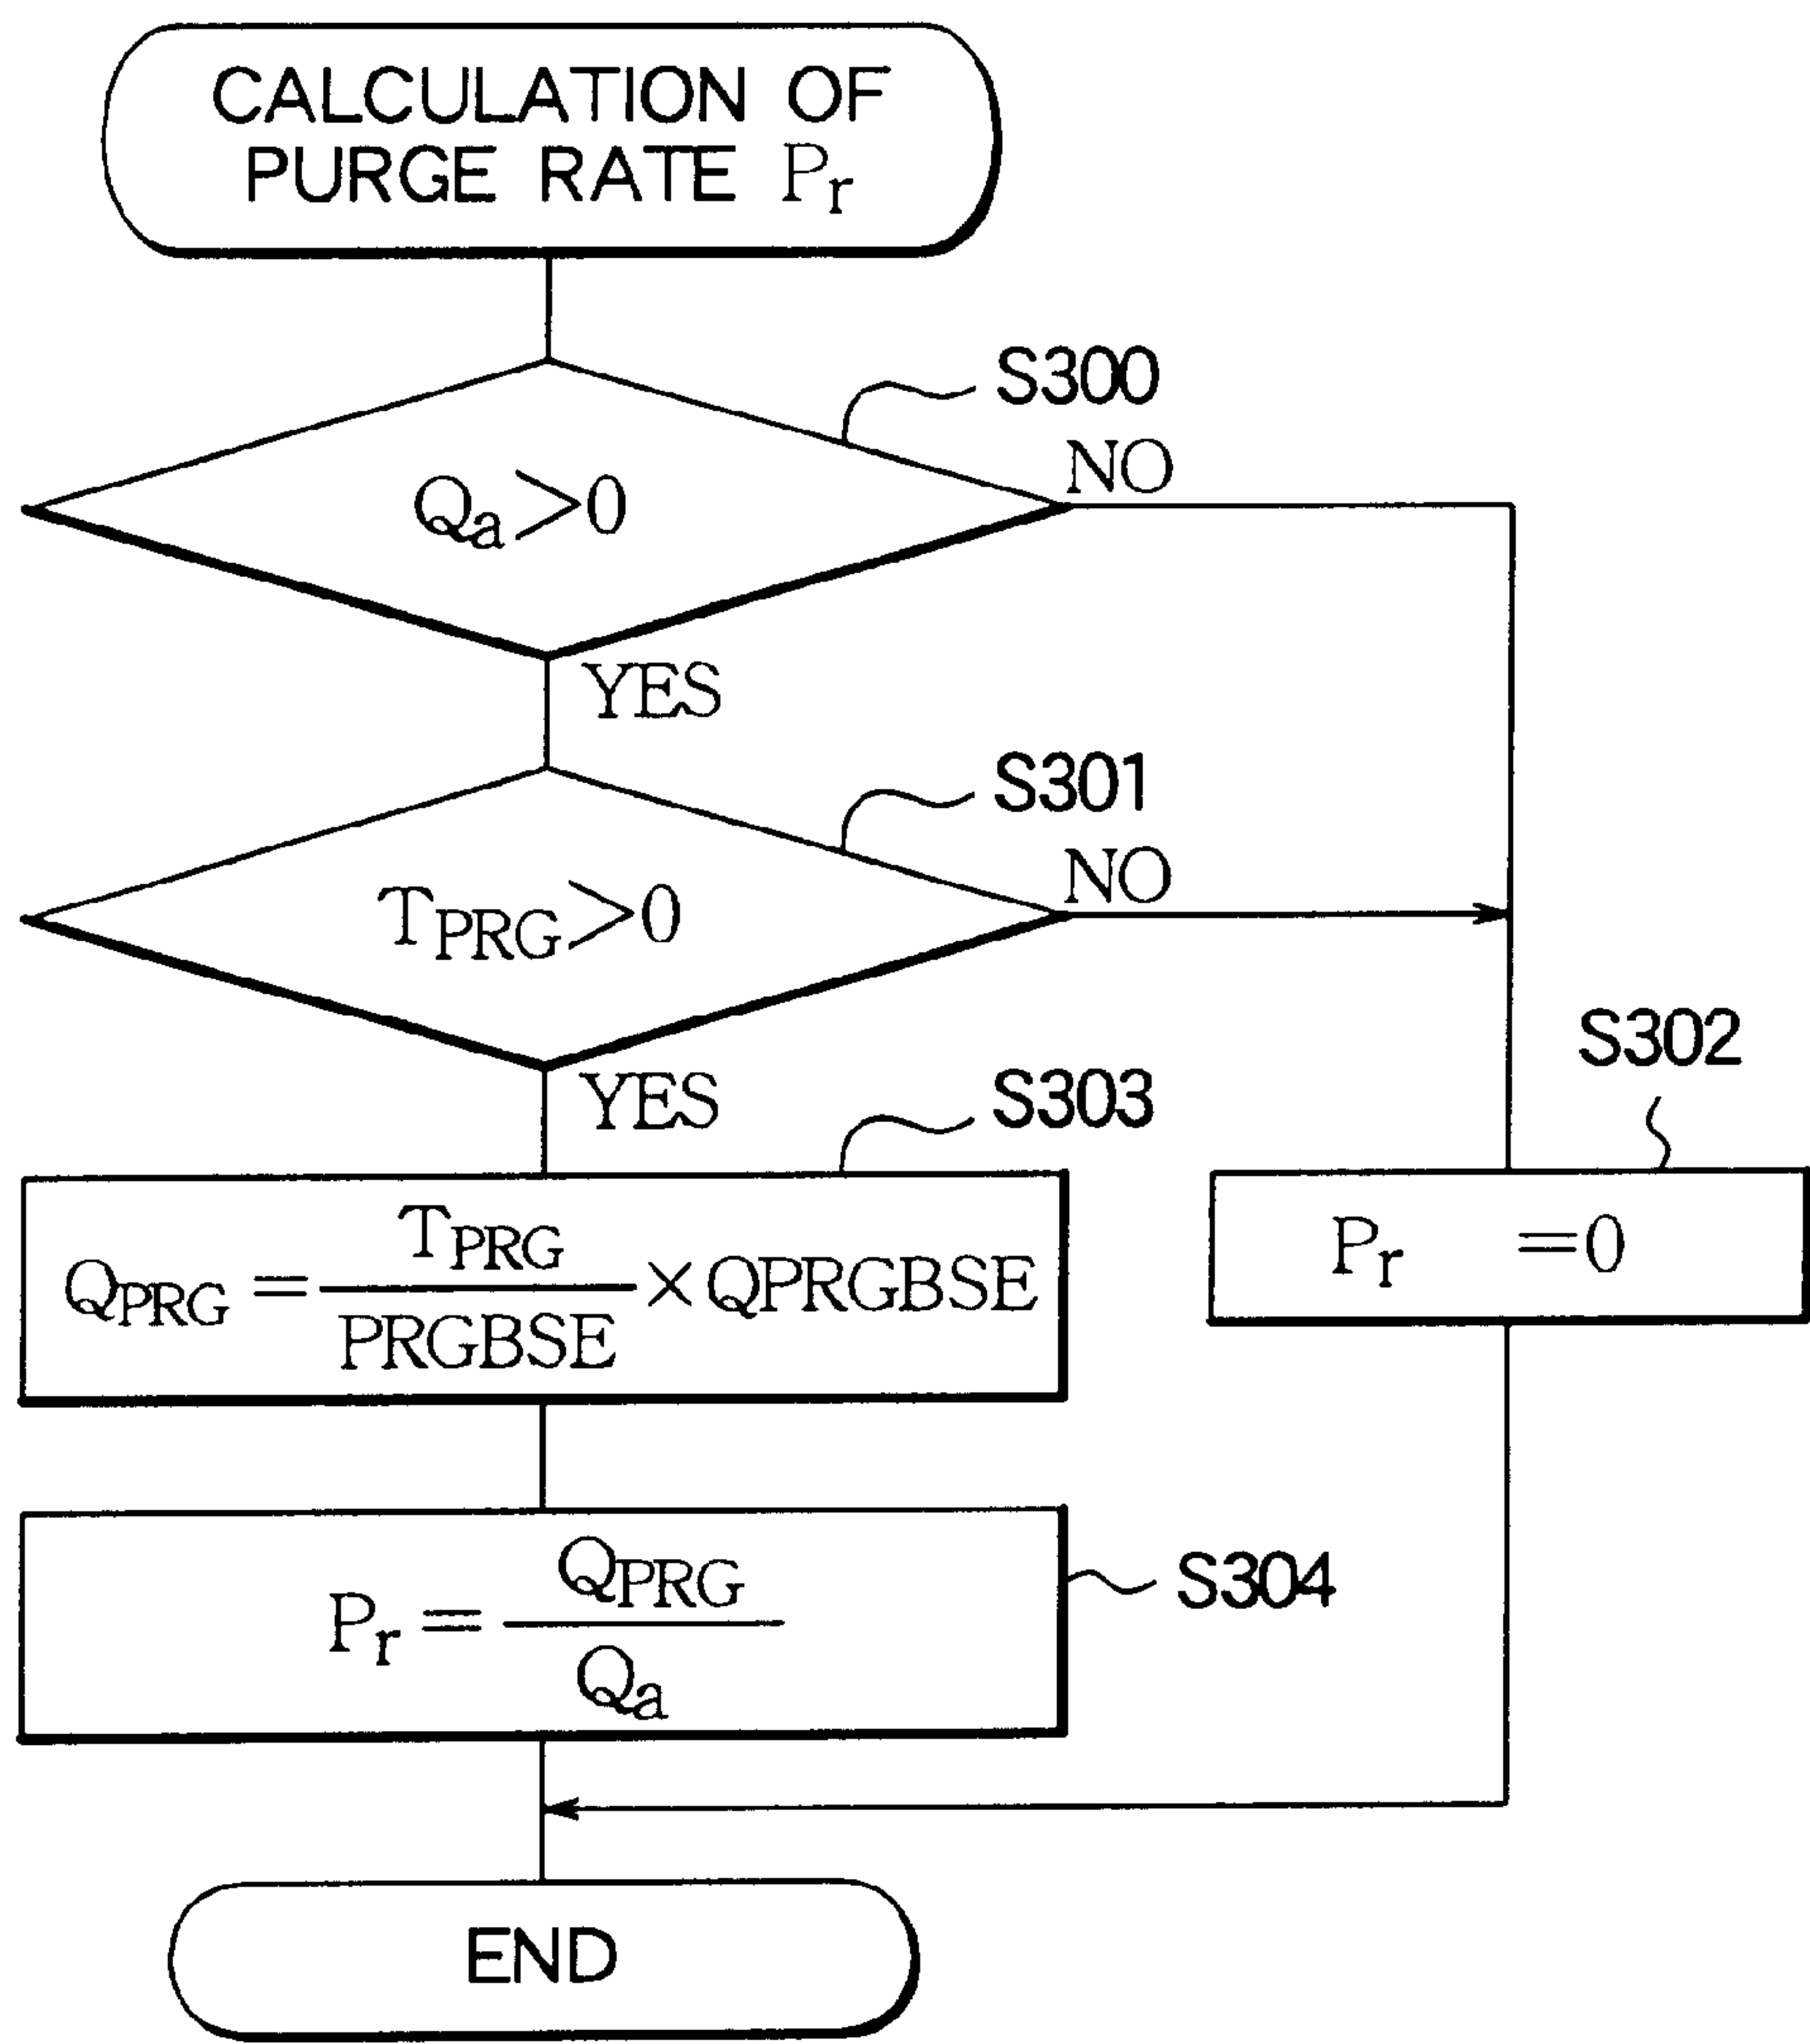 CALCULATION OF
PURGE RATE Pr
S300
Qa>0
NO
YES
S301
TPRG>0
NO
YES
S303
QPRG = TPRG / PRGBSE × QPRGBSE
S302
Pr =0
Pr = QPRG / Qa
S304
END